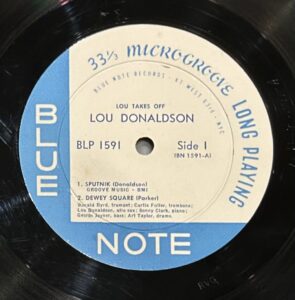 33⅓ MICROGROOVE LONG PLAYING
BLUE NOTE RECORDS · 47 WEST 63rd · NYC
LOU TAKES OFF
LOU DONALDSON
BLP 1591
Side 1
(BN 1591-A)
1. SPUTNIK (Donaldson)
GROOVE MUSIC - BMI
2. DEWEY SQUARE (Parker)
Donald Byrd, trumpet; Curtis Fuller, trombone;
Lou Donaldson, alto sax; Sonny Clark, piano;
George Joyner, bass; Art Taylor, drums.
BLUE
NOTE